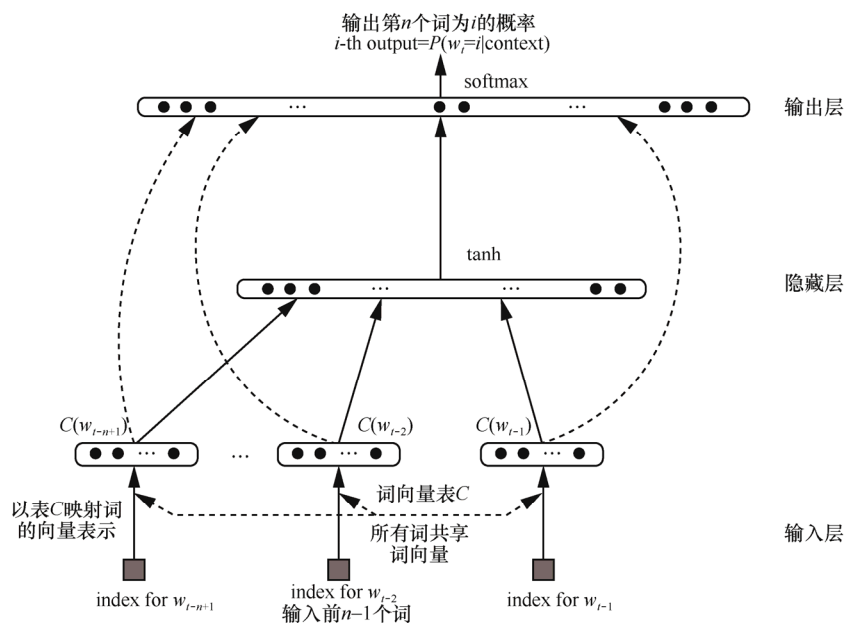 输出第n个词为i的概率
i-th output=P(wₜ=i|context)
softmax
...
...
输出层
tanh
...
...
隐藏层
C(wₜ₋ₙ₊₁)
C(wₜ₋₂)
C(wₜ₋₁)
...
...
...
...
以表C映射词
的向量表示
词向量表C
所有词共享
词向量
输入层
index for wₜ₋ₙ₊₁
index for wₜ₋₂
输入前n–1个词
index for wₜ₋₁